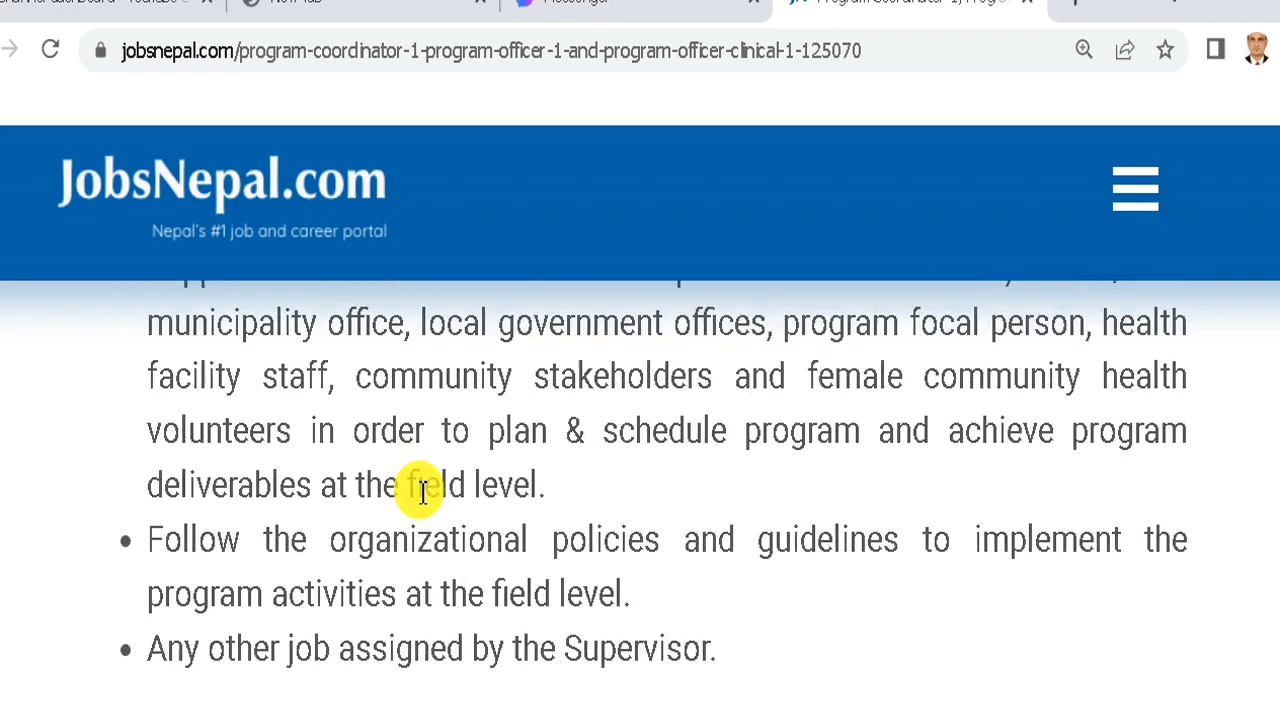 jobsnepal.com/program-coordinator-1-program-officer-1-and-program-officer-clinical-1-125070
JobsNepal.com
Nepal's #1 job and career portal
municipality office, local government offices, program focal person, health
facility staff, community stakeholders and female community health
volunteers in order to plan & schedule program and achieve program
deliverables at the field level.
• Follow the organizational policies and guidelines to implement the
program activities at the field level.
• Any other job assigned by the Supervisor.